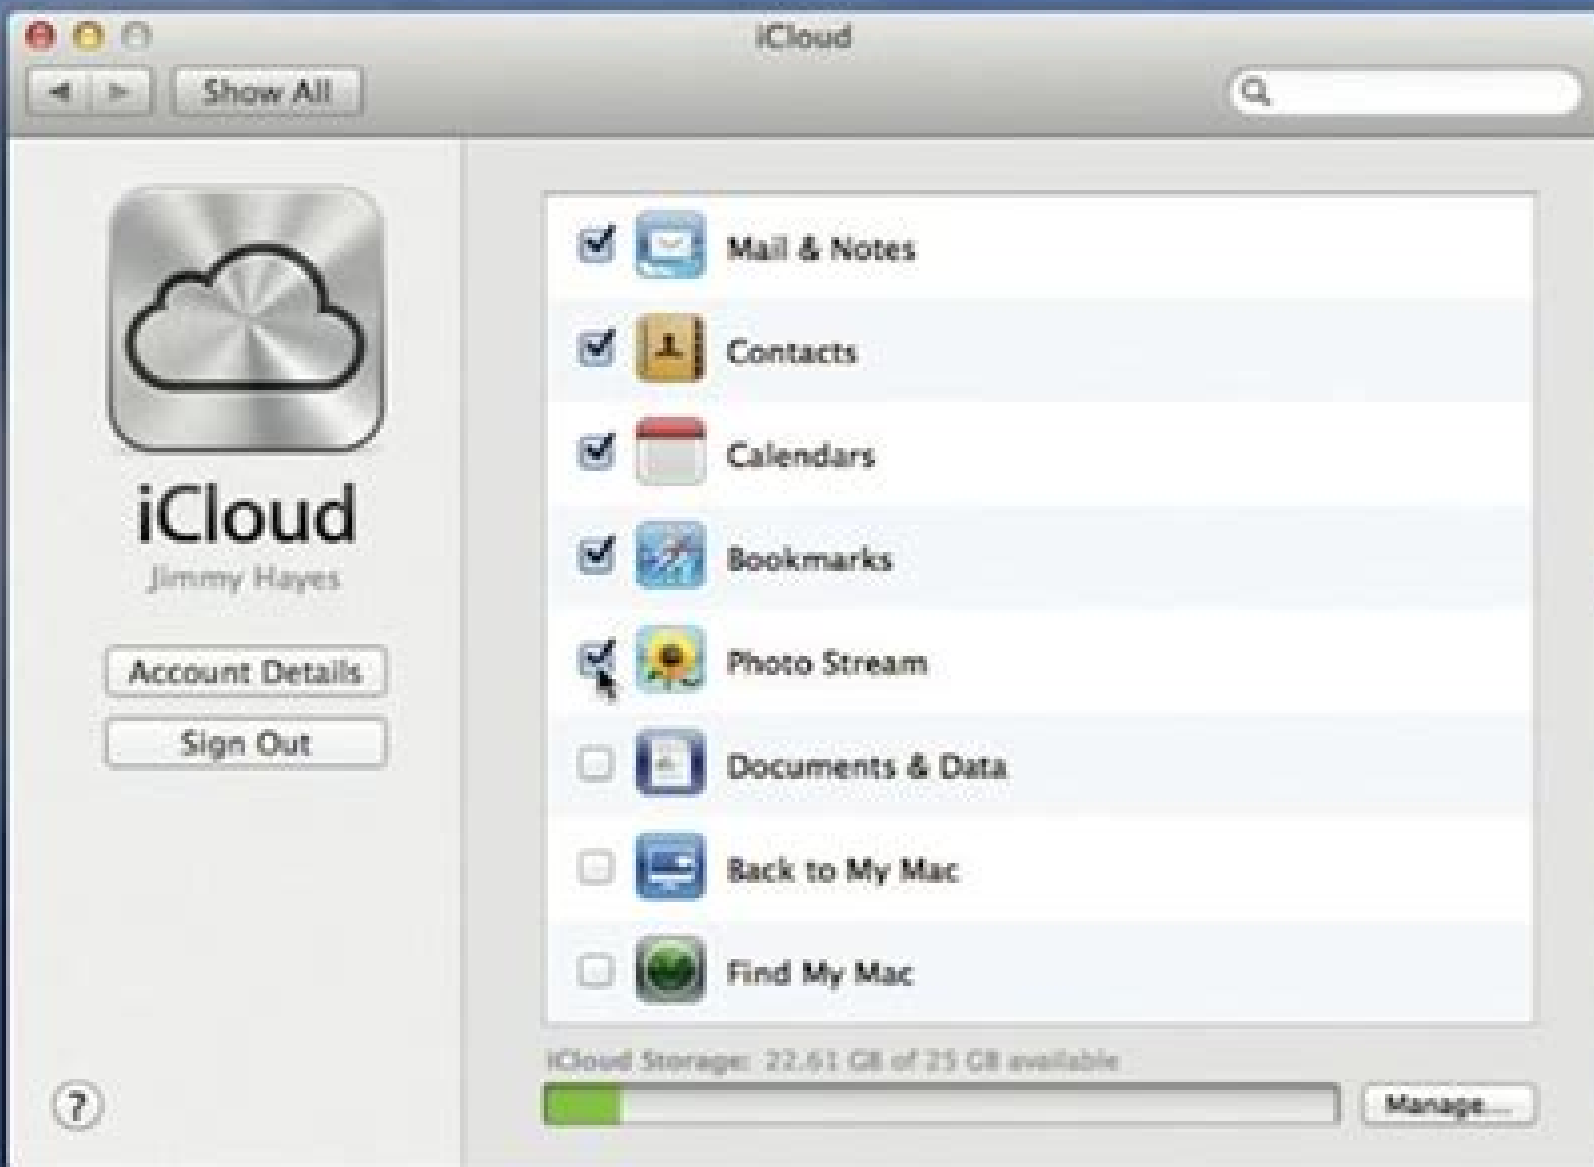 iCloud
Show All
iCloud
Jimmy Hayes
Account Details
Sign Out
Mail & Notes
Contacts
Calendars
Bookmarks
Photo Stream
Documents & Data
Back to My Mac
Find My Mac
iCloud Storage: 22.61 GB of 25 GB available
Manage...
?